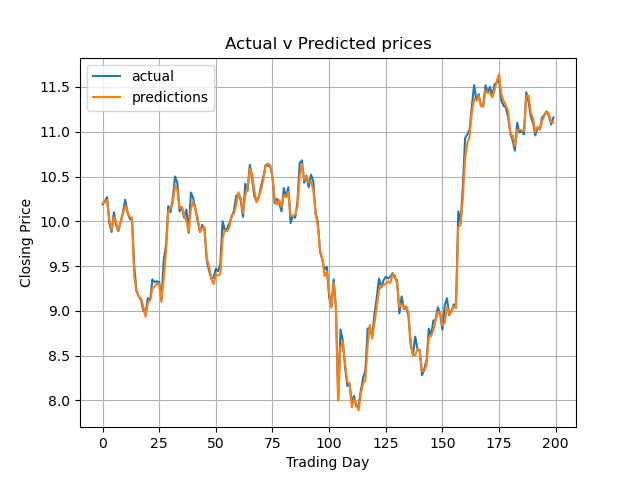 Actual v Predicted prices
actual
predictions
Closing Price
11.5
11.0
10.5
10.0
9.5
9.0
8.5
8.0
0 25 50 75 100 125 150 175 200
Trading Day